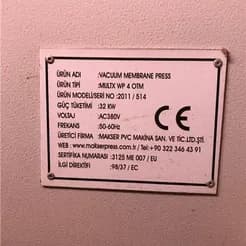 ÜRÜN ADI :VACUUM MEMBRANE PRESS
ÜRÜN TİPİ :MULTX WP 4 OTM
ÜRÜN MODELİ/SERİ NO :2011 / 514
GÜÇ TÜKETİMİ :32 KW
VOLTAJ :AC380V
FREKANS :50-60Hz
ÜRETİCİ FİRMA :MAKSER PVC MAKİNA SAN. VE TİC.LTD.ŞTİ.
WEB : www.makserpress.com.tr Tel:+90 322 346 43 91
SERTİFİKA NUMARASI : 3125 ME 007 / EU
İLGİ DİREKTİFİ : 98/37 / EC
CE